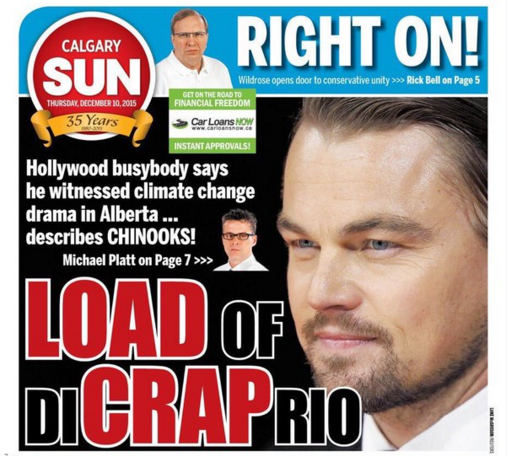 CALGARY
SUN
THURSDAY, DECEMBER 10, 2015
35 Years
RIGHT ON!
Wildrose opens door to conservative unity >>> Rick Bell on Page 5
GET ON THE ROAD TO
FINANCIAL FREEDOM
Car Loans NOW
www.carloansnow.ca
INSTANT APPROVALS!
Hollywood busybody says
he witnessed climate change
drama in Alberta ...
describes CHINOOKS!
Michael Platt on Page 7 >>>
LOAD OF
DICRAPRIO